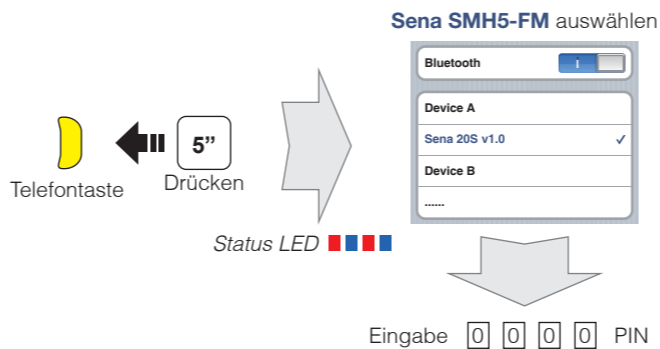 Sena SMH5-FM auswählen
Bluetooth
Device A
Sena 20S v1.0
Device B
......
5”
Telefontaste
Drücken
Status LED
Eingabe 0 0 0 0 PIN